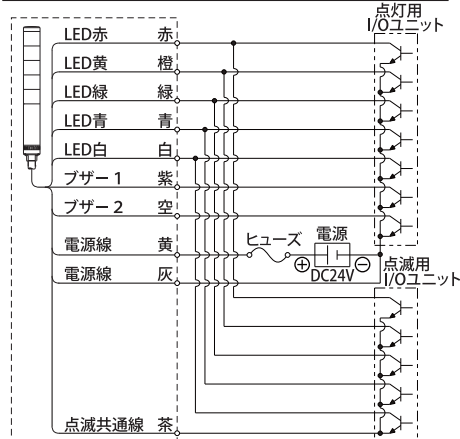 点灯用
I/Oユニット
LED赤 赤
LED黄 橙
LED緑 緑
LED青 青
LED白 白
ブザー1 紫
ブザー2 空
ヒューズ 電源
電源線 黄
⊕ ⊖
DC24V
電源線 灰
点滅用
I/Oユニット
点滅共通線 茶